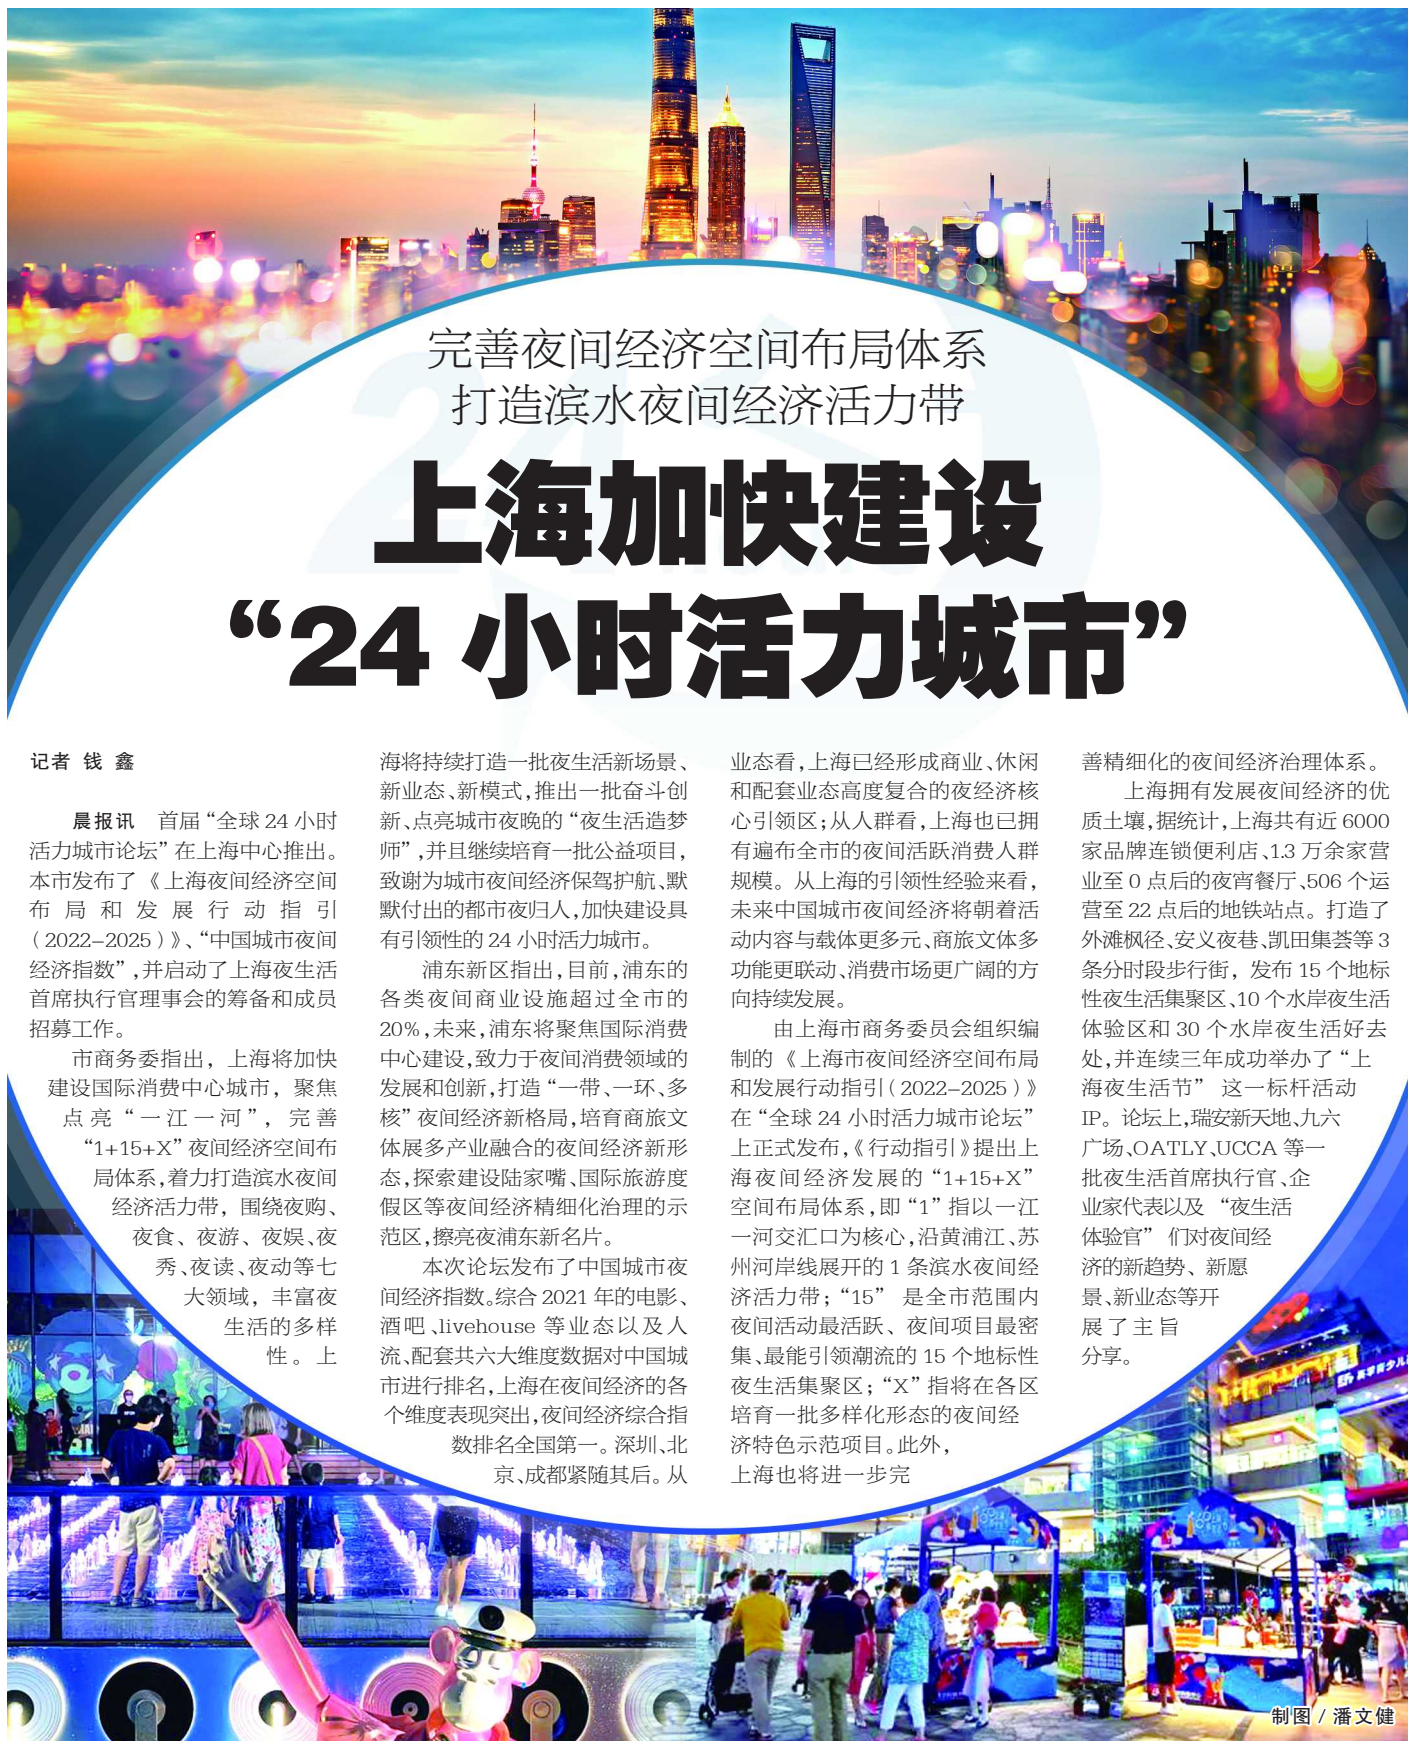 完善夜间经济空间布局体系
打造滨水夜间经济活力带
上海加快建设
“24 小时活力城市”
记者 钱 鑫
晨报讯 首届“全球 24 小时
活力城市论坛”在上海中心推出。
本市发布了《上海夜间经济空间
布局和发展行动指引
（2022-2025）》、“中国城市夜间
经济指数”，并启动了上海夜生活
首席执行官理事会的筹备和成员
招募工作。
市商务委指出，上海将加快
建设国际消费中心城市，聚焦
点亮“一江一河”，完善
“1+15+X”夜间经济空间布
局体系，着力打造滨水夜间
经济活力带，围绕夜购、
夜食、夜游、夜娱、夜
秀、夜读、夜动等七
大领域，丰富夜
生活的多样
性。上
海将持续打造一批夜生活新场景、
新业态、新模式，推出一批奋斗创
新、点亮城市夜晚的“夜生活造梦
师”，并且继续培育一批公益项目，
致谢为城市夜间经济保驾护航、默
默付出的都市夜归人，加快建设具
有引领性的 24 小时活力城市。
浦东新区指出，目前，浦东的
各类夜间商业设施超过全市的
20%，未来，浦东将聚焦国际消费
中心建设，致力于夜间消费领域的
发展和创新，打造“一带、一环、多
核”夜间经济新格局，培育商旅文
体展多产业融合的夜间经济新形
态，探索建设陆家嘴、国际旅游度
假区等夜间经济精细化治理的示
范区，擦亮夜浦东新名片。
本次论坛发布了中国城市夜
间经济指数。综合 2021 年的电影、
酒吧、livehouse 等业态以及人
流、配套共六大维度数据对中国城
市进行排名，上海在夜间经济的各
个维度表现突出，夜间经济综合指
数排名全国第一。深圳、北
京、成都紧随其后。从
业态看，上海已经形成商业、休闲
和配套业态高度复合的夜经济核
心引领区；从人群看，上海也已拥
有遍布全市的夜间活跃消费人群
规模。从上海的引领性经验来看，
未来中国城市夜间经济将朝着活
动内容与载体更多元、商旅文体多
功能更联动、消费市场更广阔的方
向持续发展。
由上海市商务委员会组织编
制的《上海市夜间经济空间布局
和发展行动指引（2022-2025）》
在“全球 24 小时活力城市论坛”
上正式发布，《行动指引》提出上
海夜间经济发展的“1+15+X”
空间布局体系，即“1”指以一江
一河交汇口为核心，沿黄浦江、苏
州河岸线展开的 1 条滨水夜间经
济活力带；“15” 是全市范围内
夜间活动最活跃、夜间项目最密
集、最能引领潮流的 15 个地标性
夜生活集聚区；“X”指将在各区
培育一批多样化形态的夜间经
济特色示范项目。此外，
上海也将进一步完
善精细化的夜间经济治理体系。
上海拥有发展夜间经济的优
质土壤，据统计，上海共有近 6000
家品牌连锁便利店、1.3 万余家营
业至 0 点后的夜宵餐厅、506 个运
营至 22 点后的地铁站点。打造了
外滩枫径、安义夜巷、凯田集荟等 3
条分时段步行街，发布 15 个地标
性夜生活集聚区、10 个水岸夜生活
体验区和 30 个水岸夜生活好去
处，并连续三年成功举办了“上
海夜生活节” 这一标杆活动
IP。论坛上，瑞安新天地、九六
广场、OATLY、UCCA 等一
批夜生活首席执行官、企
业家代表以及 “夜生活
体验官” 们对夜间经
济的新趋势、新愿
景、新业态等开
展了主旨
分享。
制图 / 潘文健